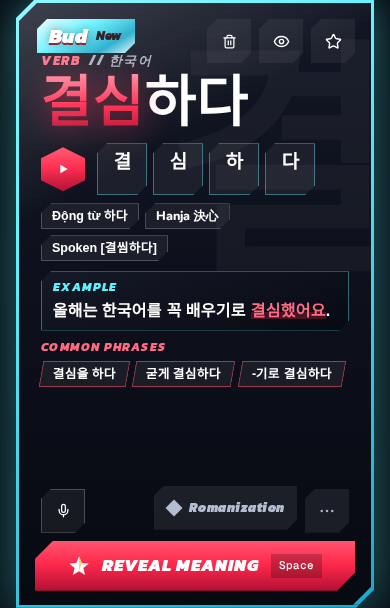 Bud New
VERB // 한국어
결심하다
결 심 하 다
Động từ 하다 Hanja 決心
Spoken [결씸하다]
EXAMPLE
올해는 한국어를 꼭 배우기로 결심했어요.
COMMON PHRASES
결심을 하다 굳게 결심하다 -기로 결심하다
Romanization ...
REVEAL MEANING Space